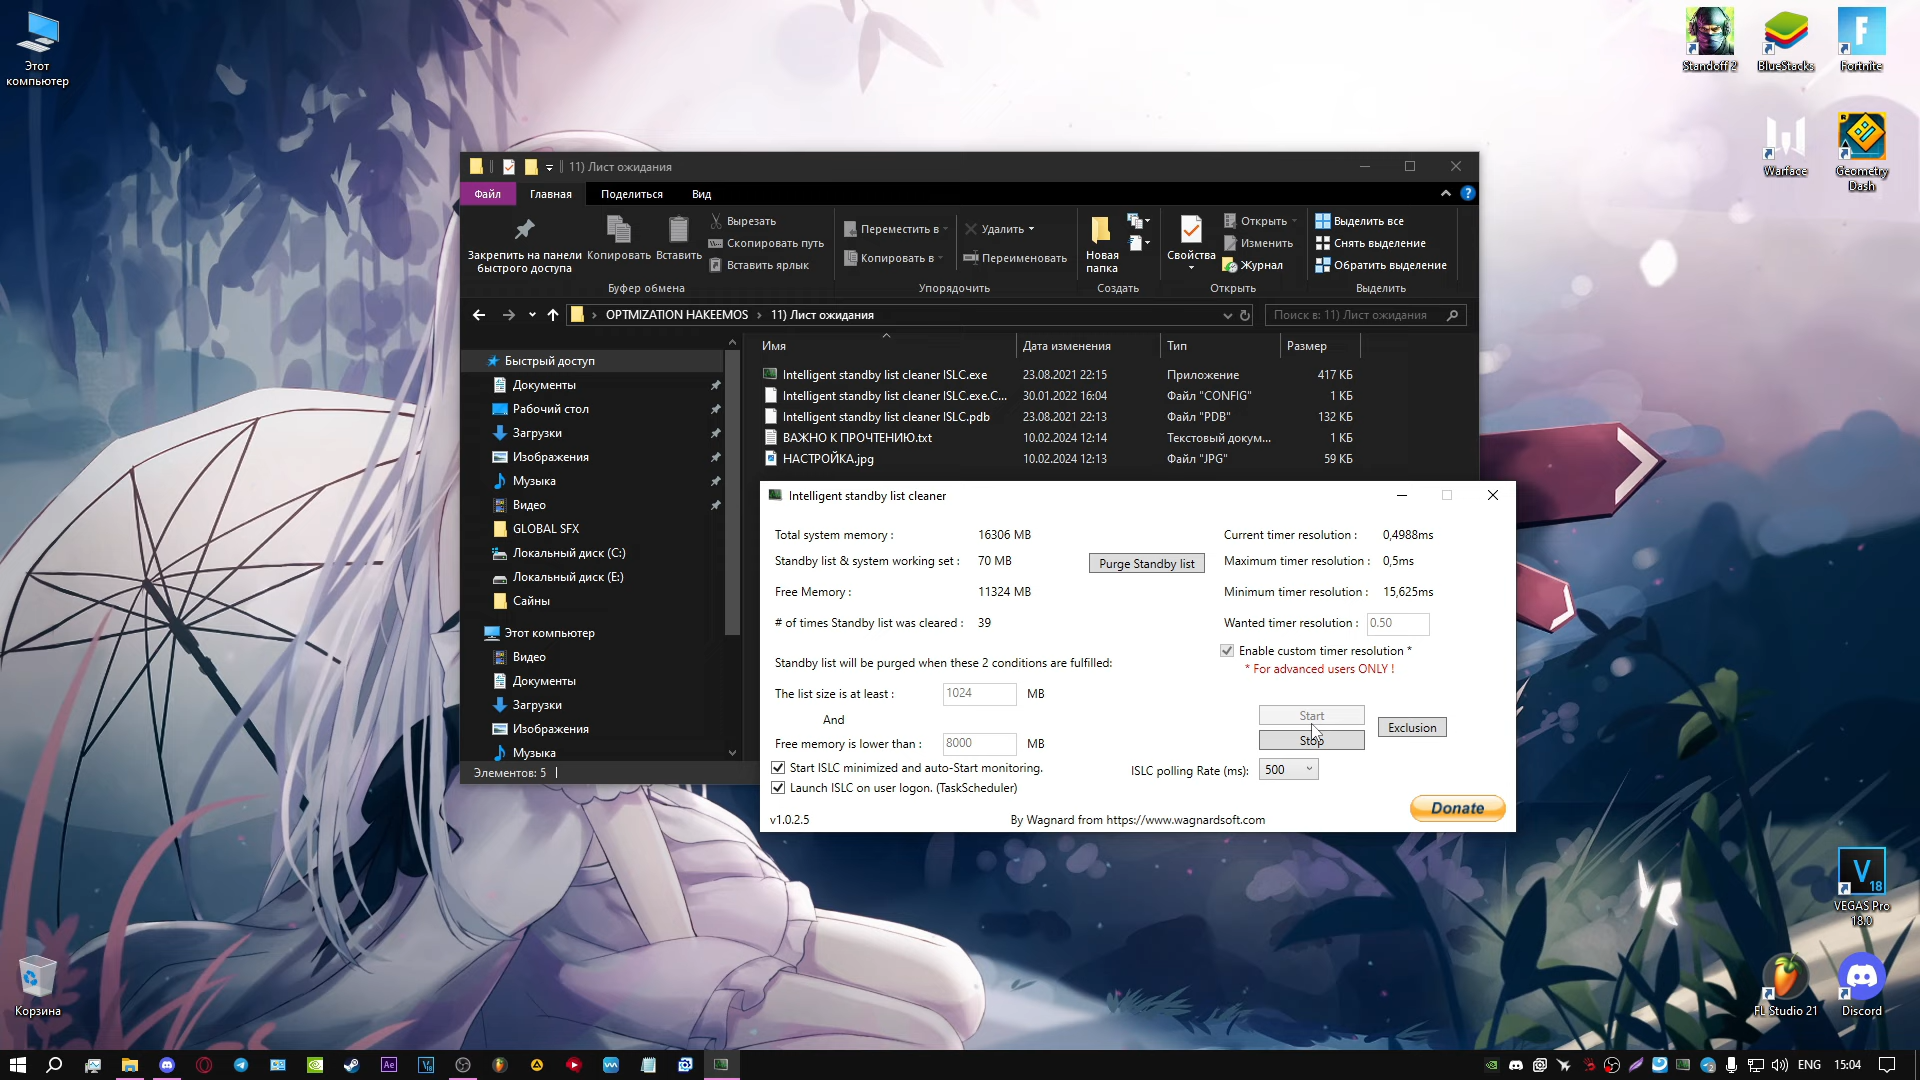 Этот
компьютер
Standoff 2
BlueStacks
Fortnite
Warface
Geometry
Dash
11) Лист ожидания
Файл
Главная
Поделиться
Вид
Закрепить на панели
быстрого доступа
Копировать
Вставить
Вырезать
Скопировать путь
Вставить ярлык
Буфер обмена
Переместить в
Копировать в
Удалить
Переименовать
Упорядочить
Новая
папка
Создать
Свойства
Открыть
Изменить
Журнал
Открыть
Выделить все
Снять выделение
Обратить выделение
Выделить
OPTMIZATION HAKEEMOS > 11) Лист ожидания
Поиск в: 11) Лист ожидания
Быстрый доступ
Документы
Рабочий стол
Загрузки
Изображения
Музыка
Видео
GLOBAL SFX
Локальный диск (C:)
Локальный диск (E:)
Сайны
Этот компьютер
Видео
Документы
Загрузки
Изображения
Музыка
Имя Дата изменения Тип Размер
Intelligent standby list cleaner ISLC.exe 23.08.2021 22:15 Приложение 417 КБ
Intelligent standby list cleaner ISLC.exe.C... 30.01.2022 16:04 Файл "CONFIG" 1 КБ
Intelligent standby list cleaner ISLC.pdb 23.08.2021 22:13 Файл "PDB" 132 КБ
ВАЖНО К ПРОЧТЕНИЮ.txt 10.02.2024 12:14 Текстовый докум... 1 КБ
НАСТРОЙКА.jpg 10.02.2024 12:13 Файл "JPG" 59 КБ
Элементов: 5
Intelligent standby list cleaner
Total system memory : 16306 MB
Standby list & system working set : 70 MB
Purge Standby list
Free Memory : 11324 MB
# of times Standby list was cleared : 39
Standby list will be purged when these 2 conditions are fulfilled:
The list size is at least : 1024 MB
And
Free memory is lower than : 8000 MB
Start ISLC minimized and auto-Start monitoring.
Launch ISLC on user logon. (TaskScheduler)
v1.0.2.5
Current timer resolution : 0,4988ms
Maximum timer resolution : 0,5ms
Minimum timer resolution : 15,625ms
Wanted timer resolution : 0.50
Enable custom timer resolution *
* For advanced users ONLY !
Start
Stop
Exclusion
ISLC polling Rate (ms): 500
By Wagnard from https://www.wagnardsoft.com
Donate
V
18
VEGAS Pro
18.0
FL Studio 21
Discord
Корзина
Ae
ENG
15:04